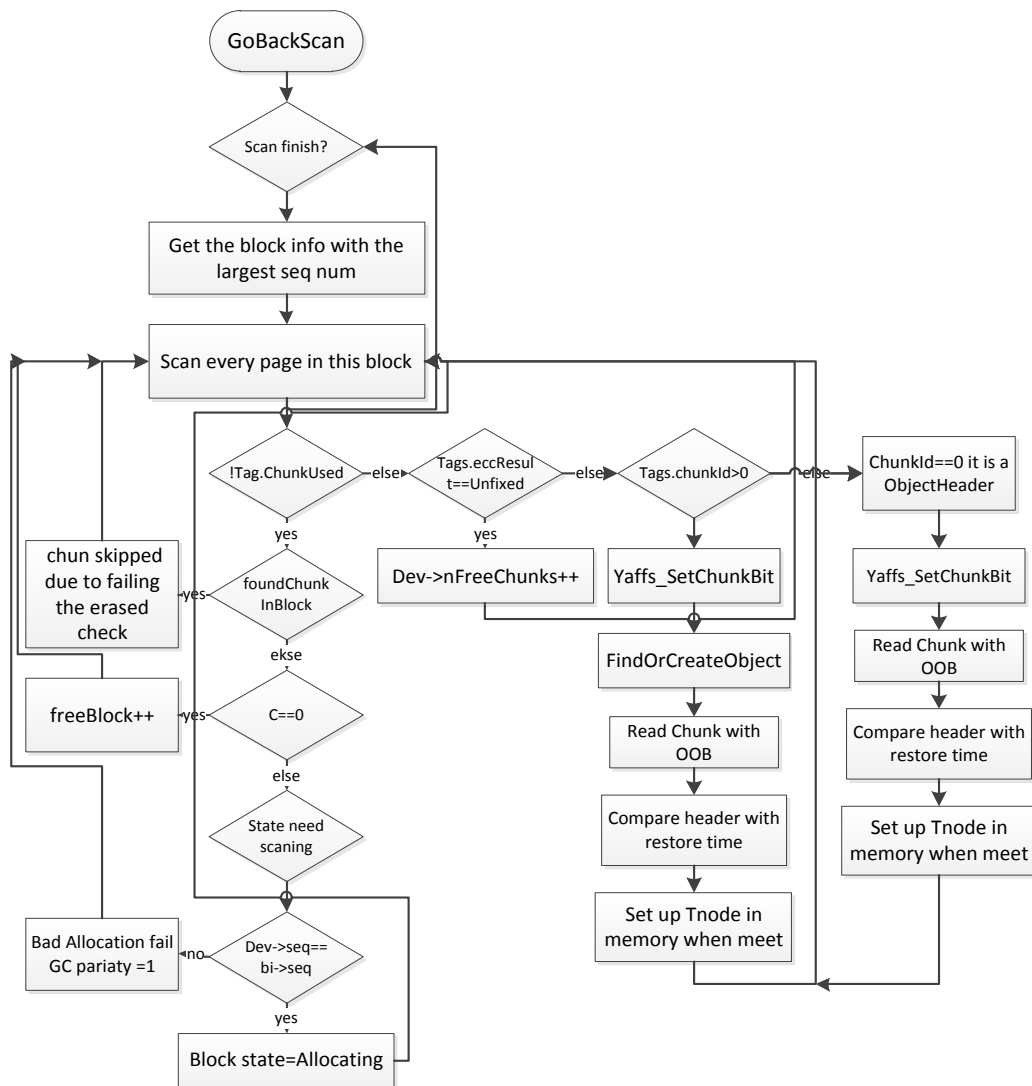 GoBackScan
Scan finish?
Get the block info with the
largest seq num
Scan every page in this block
!Tag.ChunkUsed
else
Tags.eccResul
t==Unfixed
else
Tags.chunkId>0
else
ChunkId==0 it is a
ObjectHeader
yes
yes
chun skipped
due to failing
the erased
check
yes
foundChunk
InBlock
Dev->nFreeChunks++
Yaffs_SetChunkBit
Yaffs_SetChunkBit
ekse
FindOrCreateObject
Read Chunk with
OOB
freeBlock++
yes
C==0
Read Chunk with
OOB
Compare header with
restore time
else
State need
scaning
Compare header with
restore time
Set up Tnode in
memory when meet
Bad Allocation fail
GC pariaty =1
no
Dev->seq==
bi->seq
Set up Tnode in
memory when meet
yes
Block state=Allocating